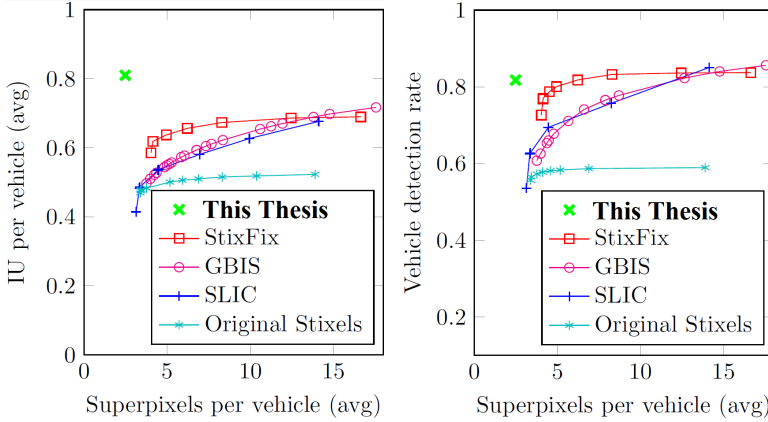 1
0.8
0.6
0.4
0.2
0
IU per vehicle (avg)
This Thesis
StixFix
GBIS
SLIC
Original Stixels
0 5 10 15
Superpixels per vehicle (avg)
1
0.8
0.6
0.4
0.2
Vehicle detection rate
This Thesis
StixFix
GBIS
SLIC
Original Stixels
0 5 10 15
Superpixels per vehicle (avg)